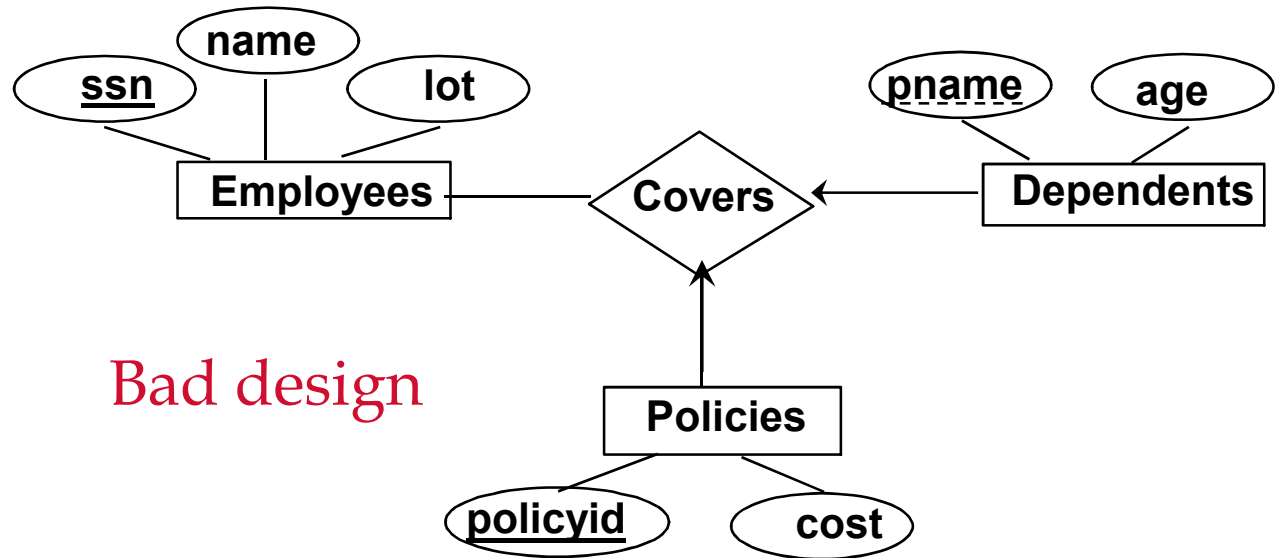 name
ssn
lot
Employees
Covers
pname
age
Dependents
Bad design
Policies
policyid
cost